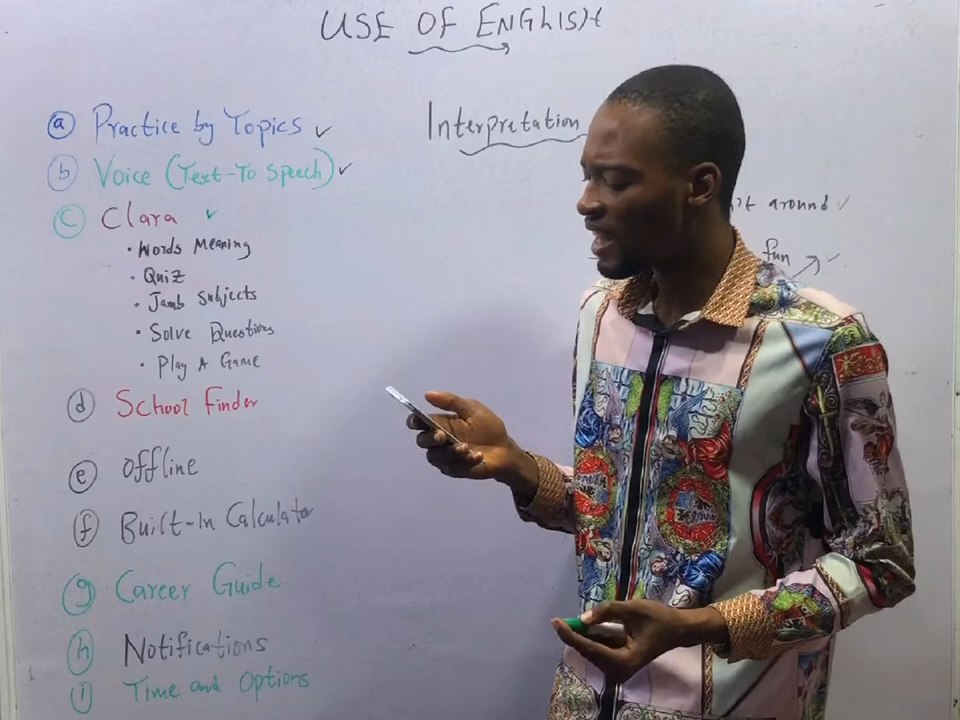 USE OF ENGLISH
(a) Practice by Topics ✓
(b) Voice (Text-To Speech) ✓
(c) Clara ✓
• Words Meaning
• Quiz
• Jamb Subjects
• Solve Questions
• Play A Game
(d) School finder
(e) Offline
(f) Built-In Calculator
(g) Career Guide
(h) Notifications
(i) Time and Options
Interpretation
around ✓
fun ✓